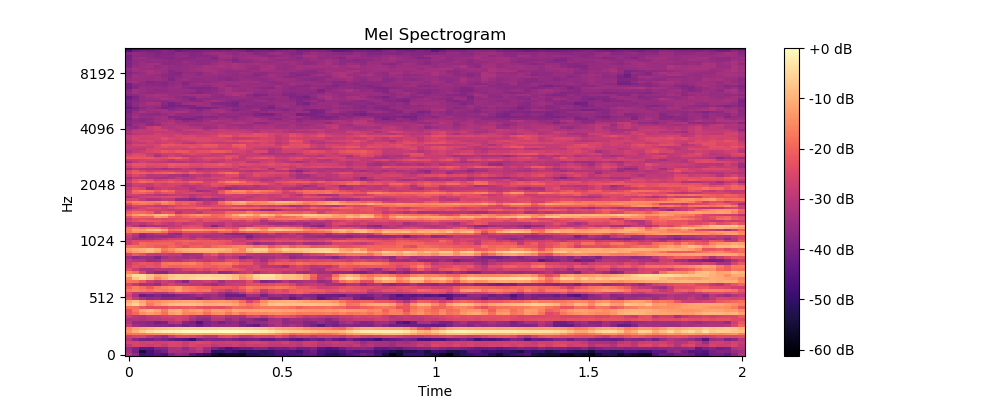 Mel Spectrogram
Hz
8192
4096
2048
1024
512
0
0 0.5 1 1.5 2
Time
+0 dB
-10 dB
-20 dB
-30 dB
-40 dB
-50 dB
-60 dB